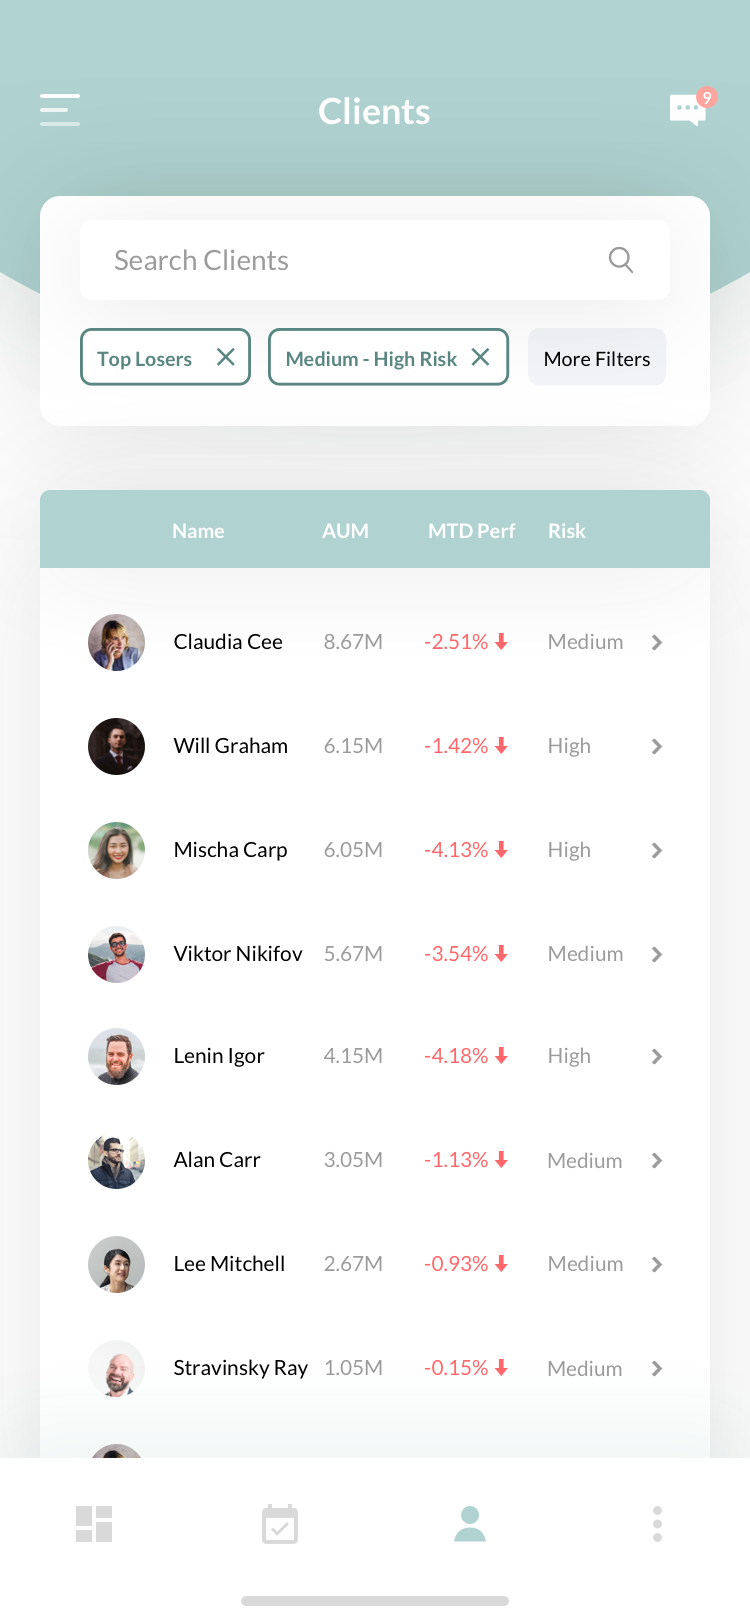 Clients
9
Search Clients
Top Losers
Medium - High Risk
More Filters
Name AUM MTD Perf Risk
Claudia Cee 8.67M -2.51% Medium
Will Graham 6.15M -1.42% High
Mischa Carp 6.05M -4.13% High
Viktor Nikifov 5.67M -3.54% Medium
Lenin Igor 4.15M -4.18% High
Alan Carr 3.05M -1.13% Medium
Lee Mitchell 2.67M -0.93% Medium
Stravinsky Ray 1.05M -0.15% Medium